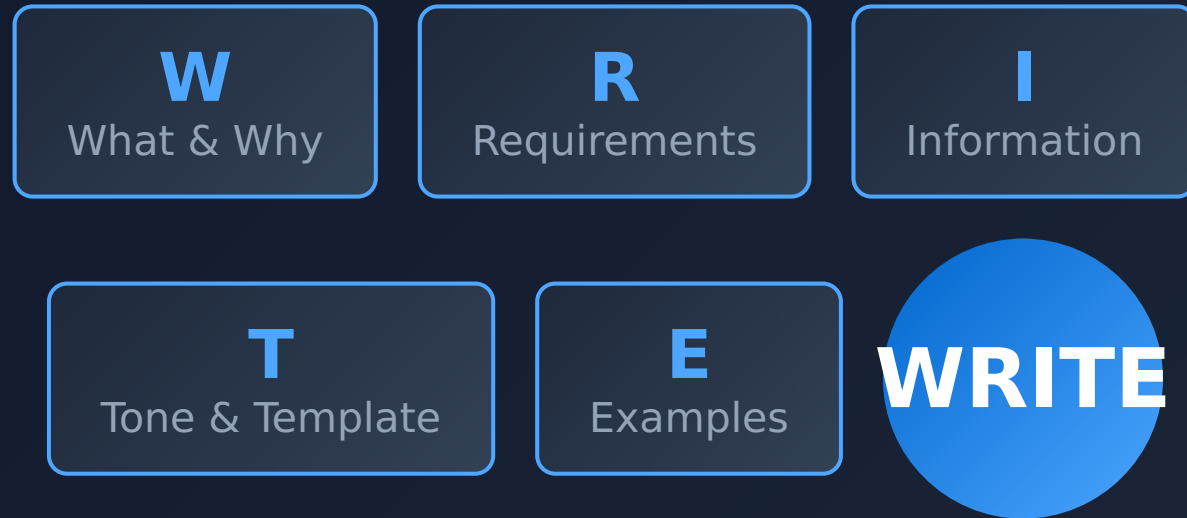 W
What & Why
R
Requirements
I
Information
T
Tone & Template
E
Examples
WRITE